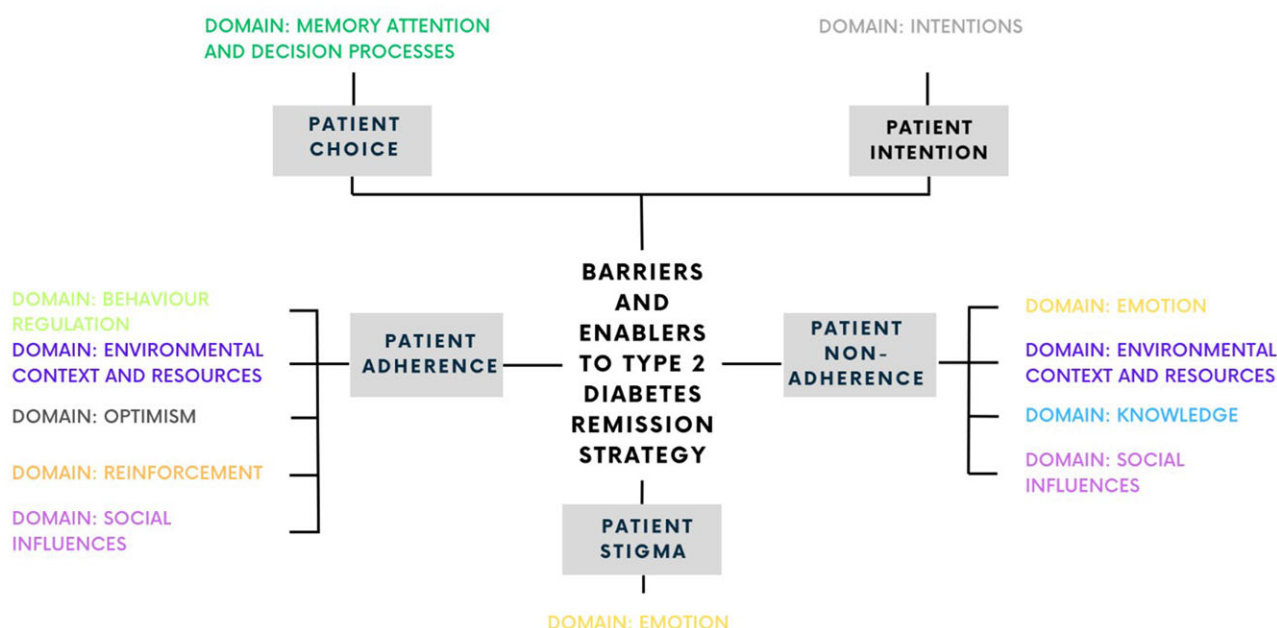 DOMAIN: MEMORY ATTENTION
AND DECISION PROCESSES
DOMAIN: INTENTIONS
PATIENT
CHOICE
PATIENT
INTENTION
DOMAIN: BEHAVIOUR
REGULATION
DOMAIN: ENVIRONMENTAL
CONTEXT AND RESOURCES
DOMAIN: OPTIMISM
DOMAIN: REINFORCEMENT
DOMAIN: SOCIAL
INFLUENCES
PATIENT
ADHERENCE
BARRIERS
AND
ENABLERS
TO TYPE 2
DIABETES
REMISSION
STRATEGY
PATIENT
NON-
ADHERENCE
DOMAIN: EMOTION
DOMAIN: ENVIRONMENTAL
CONTEXT AND RESOURCES
DOMAIN: KNOWLEDGE
DOMAIN: SOCIAL
INFLUENCES
PATIENT
STIGMA
DOMAIN: EMOTION